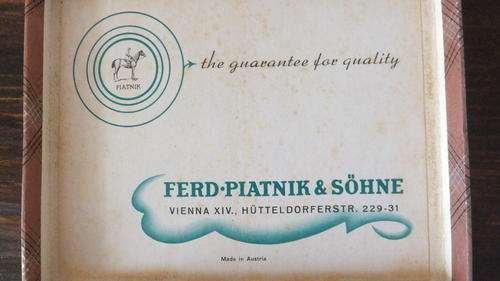 PIATNIK
the guarantee for quality
FERD·PIATNIK & SÖHNE
VIENNA XIV., HÜTTELDORFERSTR. 229-31
Made in Austria